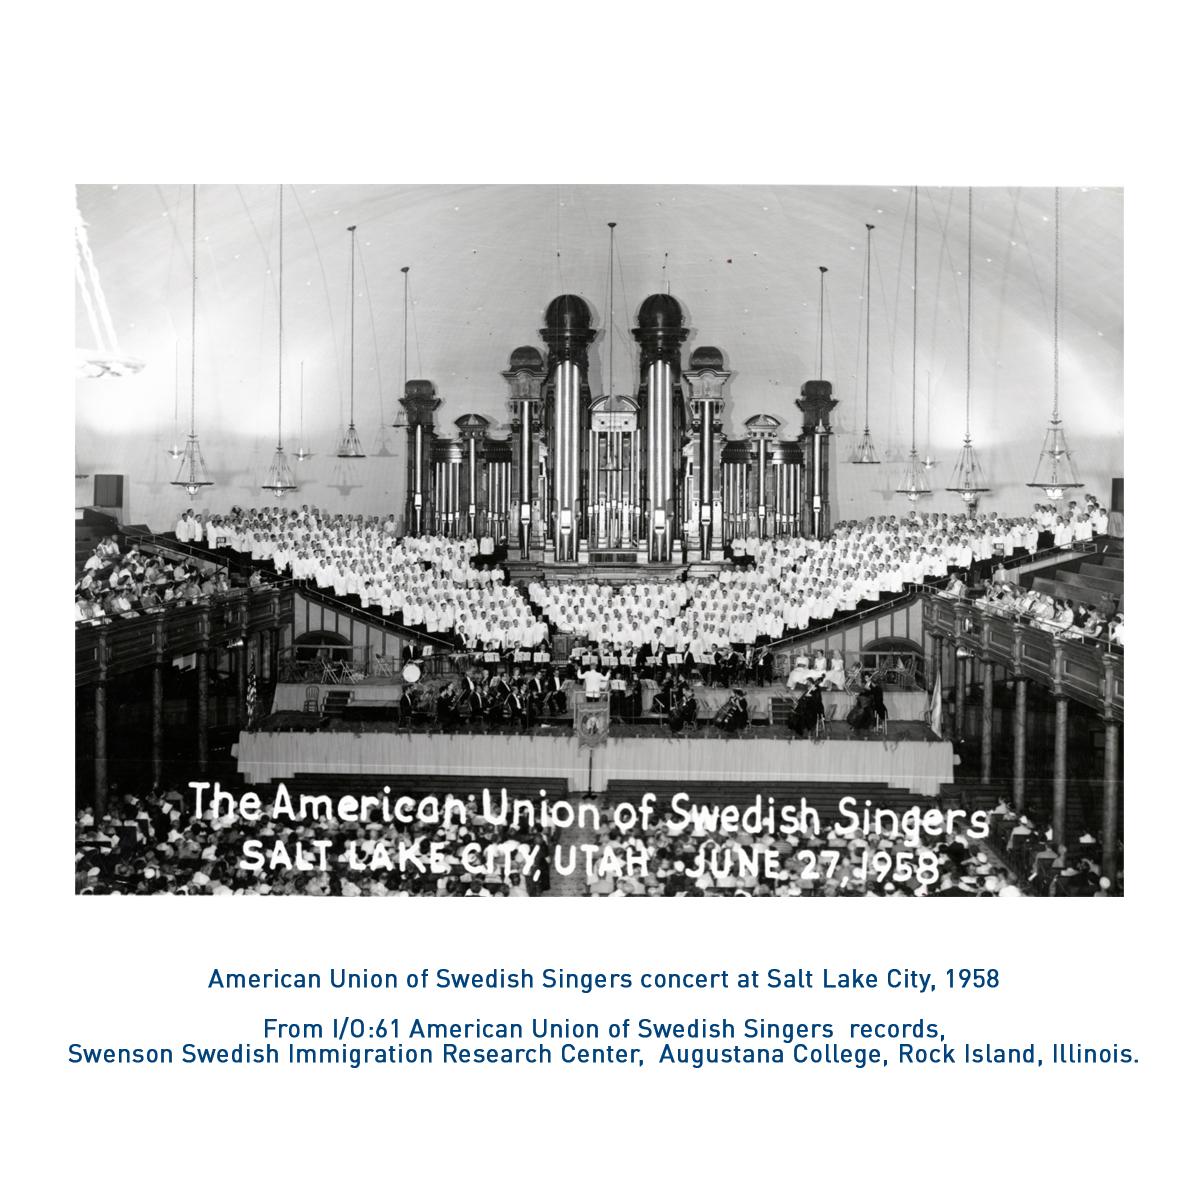 The American Union of Swedish Singers
SALT LAKE CITY, UTAH JUNE 27, 1958
American Union of Swedish Singers concert at Salt Lake City, 1958
From I/O:61 American Union of Swedish Singers records,
Swenson Swedish Immigration Research Center, Augustana College, Rock Island, Illinois.